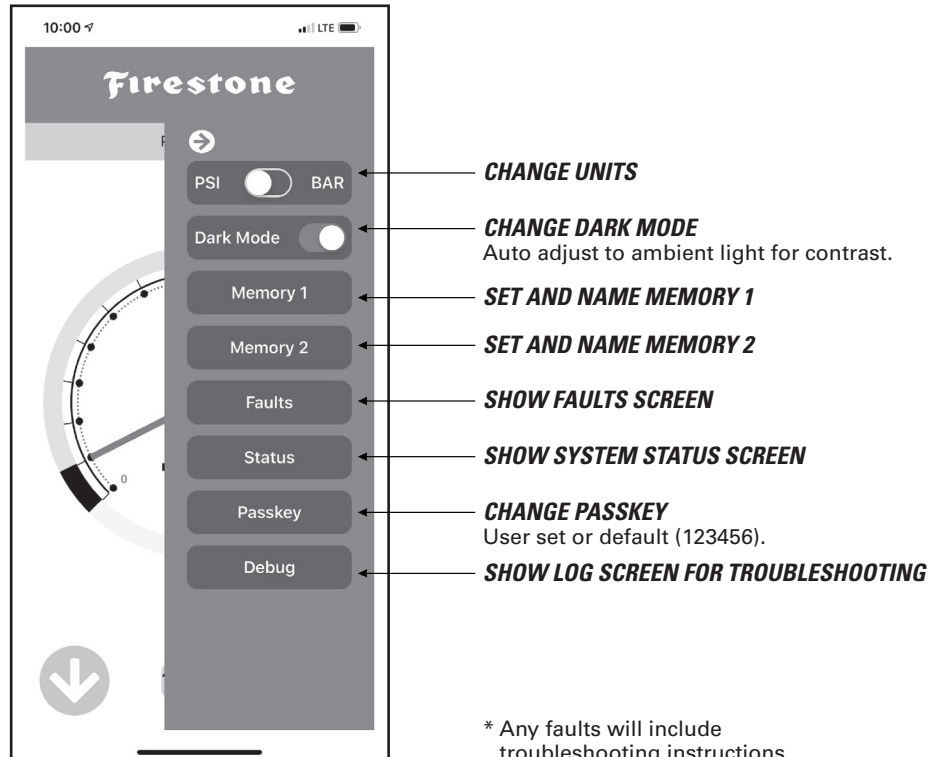 10:00
LTE
Firestone
PSI BAR
CHANGE UNITS
Dark Mode
CHANGE DARK MODE
Auto adjust to ambient light for contrast.
Memory 1
SET AND NAME MEMORY 1
Memory 2
SET AND NAME MEMORY 2
Faults
SHOW FAULTS SCREEN
Status
SHOW SYSTEM STATUS SCREEN
0
Passkey
CHANGE PASSKEY
User set or default (123456).
Debug
SHOW LOG SCREEN FOR TROUBLESHOOTING
* Any faults will include
troubleshooting instructions